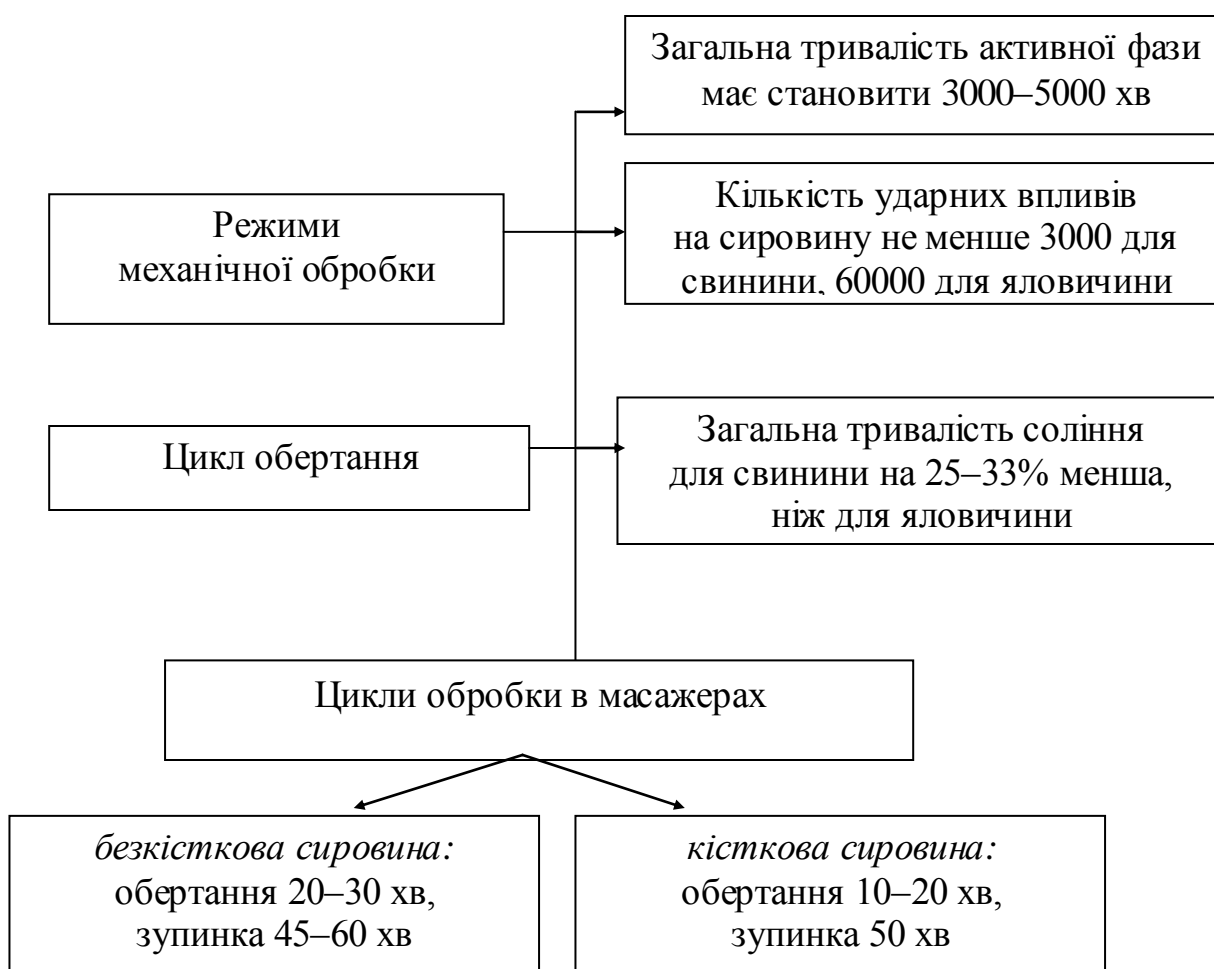 Загальна тривалість активної фази
має становити 3000–5000 хв
Режими
механічної обробки
Кількість ударних впливів
на сировину не менше 3000 для
свинини, 60000 для яловичини
Цикл обертання
Загальна тривалість соління
для свинини на 25–33% менша,
ніж для яловичини
Цикли обробки в масажерах
безкісткова сировина:
обертання 20–30 хв,
зупинка 45–60 хв
кісткова сировина:
обертання 10–20 хв,
зупинка 50 хв